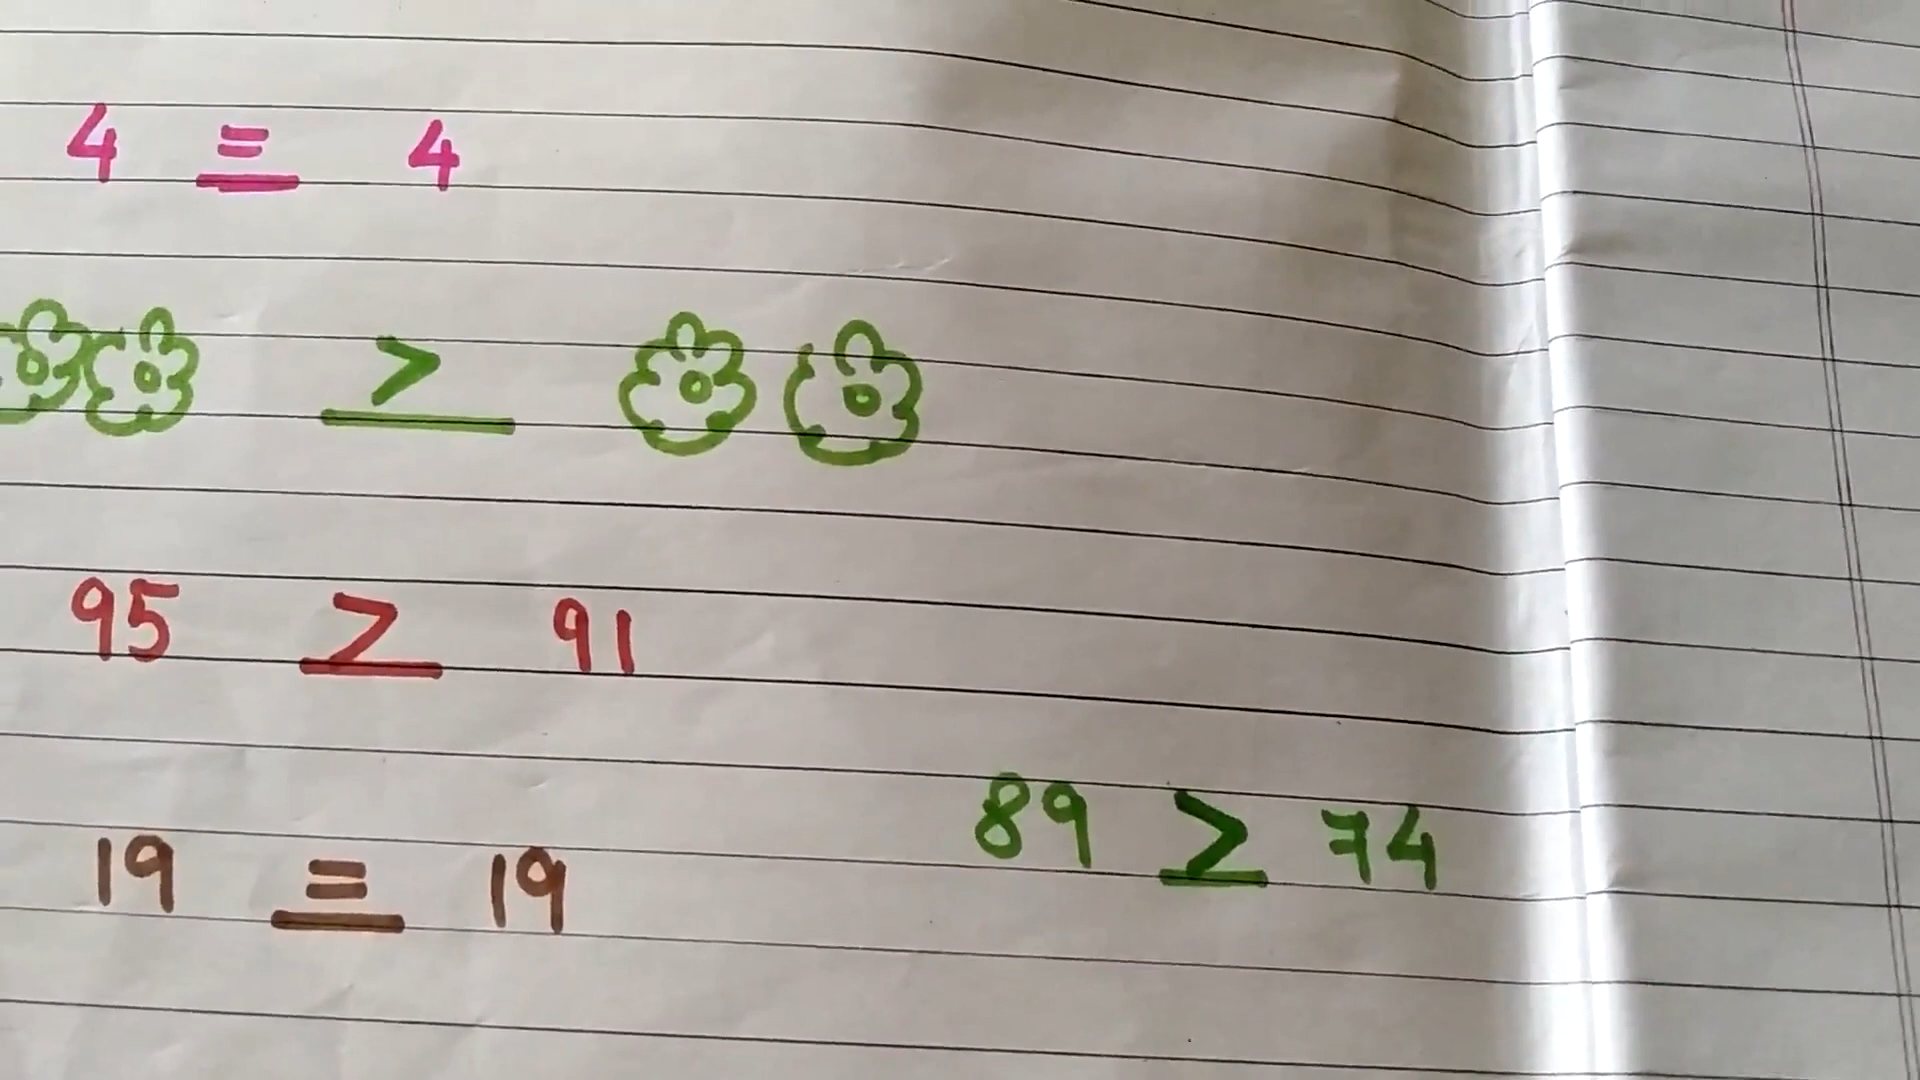 4 = 4
>
95 > 91
19 = 19
89 > 74